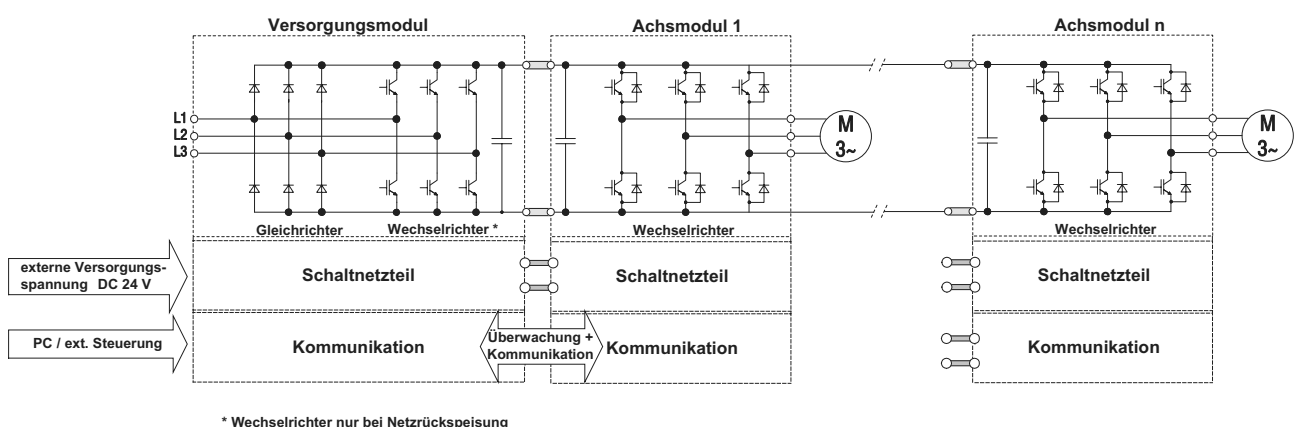 Versorgungsmodul
Achsmodul 1
Achsmodul n
L1
L2
L3
M
3~
M
3~
Gleichrichter
Wechselrichter *
Wechselrichter
Wechselrichter
externe Versorgungs-
spannung DC 24 V
Schaltnetzteil
Schaltnetzteil
Schaltnetzteil
PC / ext. Steuerung
Kommunikation
Überwachung +
Kommunikation
Kommunikation
Kommunikation
* Wechselrichter nur bei Netzrückspeisung